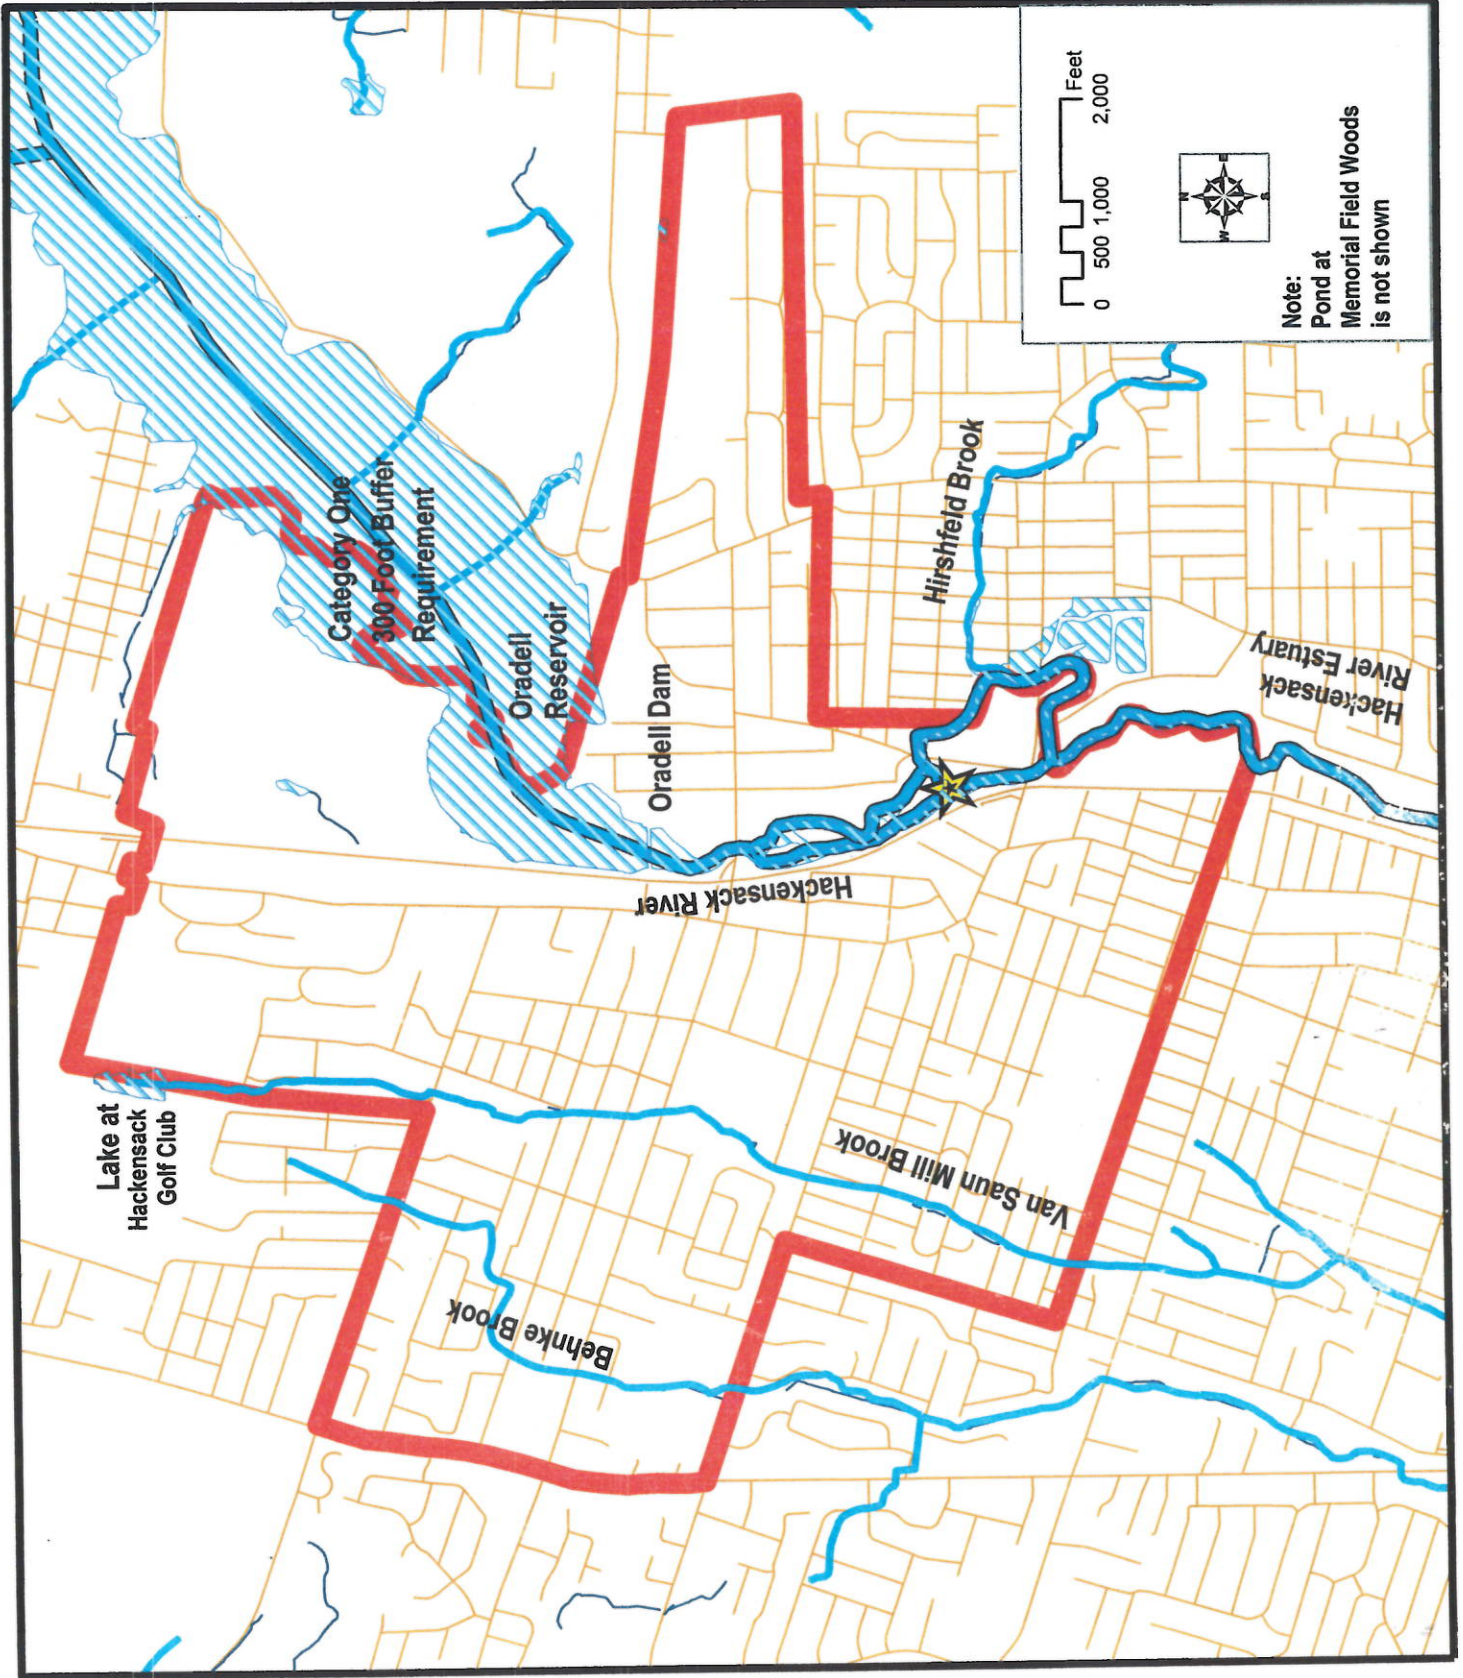 Category One
300 Foot Buffer
Requirement
Oradell
Reservoir
Oradell Dam
Hackensack River
Hirshfeld Brook
Hackensack
River Estuary
Lake at
Hackensack
Golf Club
Behnke Brook
Van Saun Mill Brook
0 500 1,000 2,000
Feet
N
W E
S
Note:
Pond at
Memorial Field Woods
is not shown